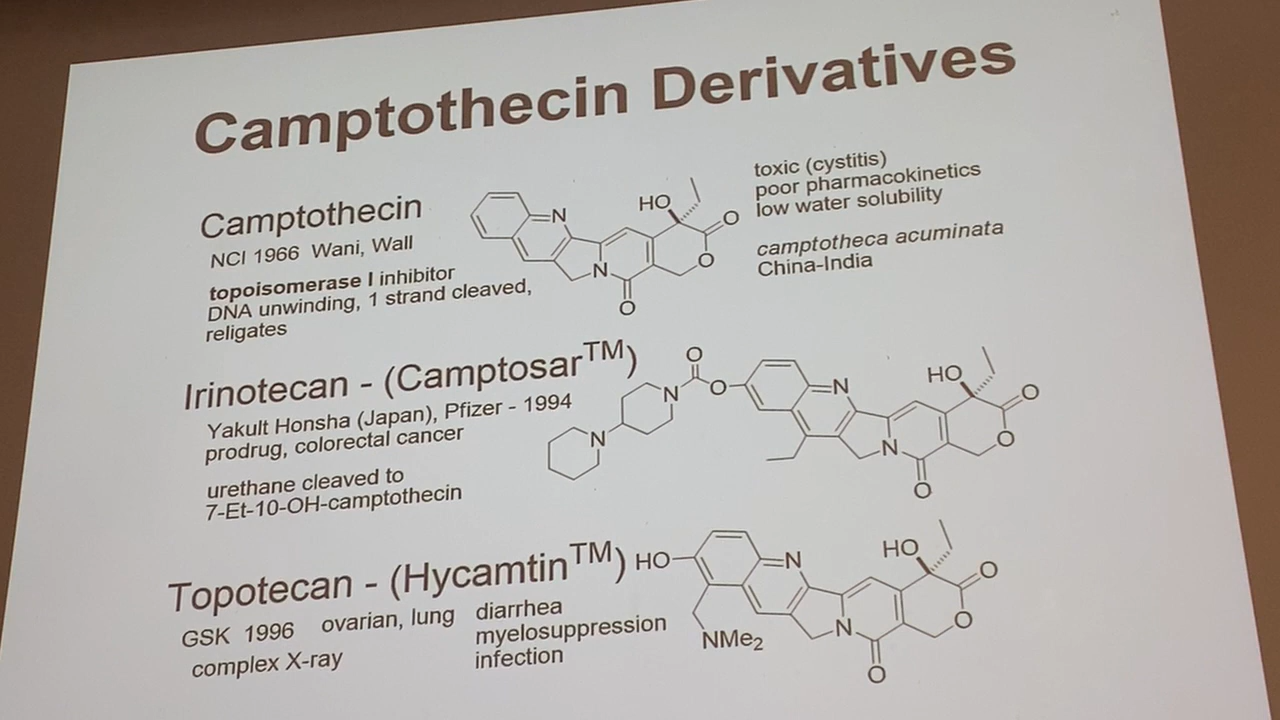 Camptothecin Derivatives
Camptothecin
NCI 1966 Wani, Wall
topoisomerase I inhibitor
DNA unwinding, 1 strand cleaved,
religates
N
HO
O
O
N
O
toxic (cystitis)
poor pharmacokinetics
low water solubility
camptotheca acuminata
China-India
Irinotecan - (Camptosar™)
Yakult Honsha (Japan), Pfizer - 1994
prodrug, colorectal cancer
urethane cleaved to
7-Et-10-OH-camptothecin
O
N
O
N
N
HO
O
O
N
O
Topotecan - (Hycamtin™)
GSK 1996 ovarian, lung
complex X-ray
diarrhea
myelosuppression
infection
HO
N
HO
O
O
N
NMe₂
O